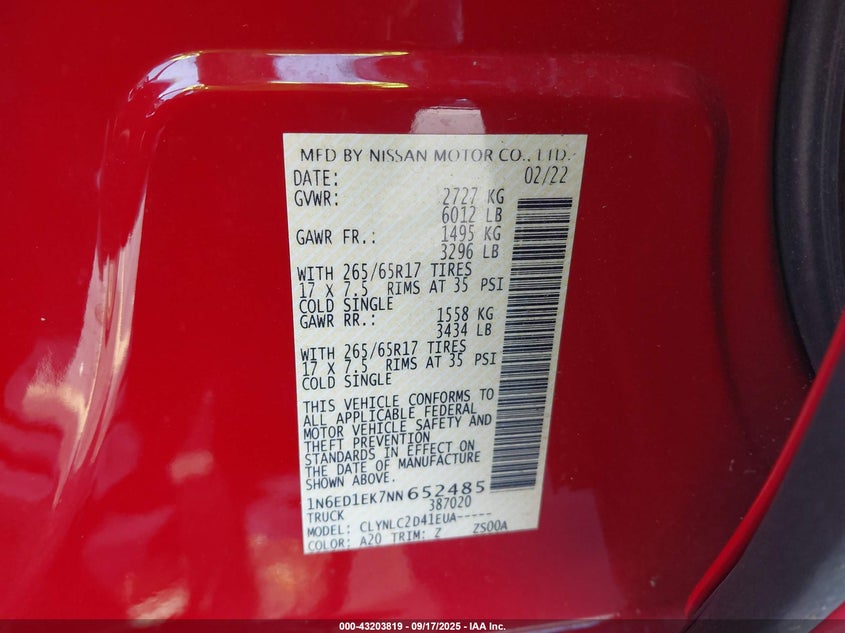 MFD BY NISSAN MOTOR CO., LTD.
DATE: 02/22
GVWR: 2727 KG
6012 LB
GAWR FR.: 1495 KG
3296 LB
WITH 265/65R17 TIRES
17 X 7.5 RIMS AT 35 PSI
COLD SINGLE
GAWR RR.: 1558 KG
3434 LB
WITH 265/65R17 TIRES
17 X 7.5 RIMS AT 35 PSI
COLD SINGLE
THIS VEHICLE CONFORMS TO
ALL APPLICABLE FEDERAL
MOTOR VEHICLE SAFETY AND
THEFT PREVENTION
STANDARDS IN EFFECT ON
THE DATE OF MANUFACTURE
SHOWN ABOVE.
1N6ED1EK7NN652485
TRUCK 387020
MODEL: CLYNLC2D41EUA-----
COLOR: A20 TRIM: Z ZS00A
000-43203819 - 09/17/2025 - IAA Inc.